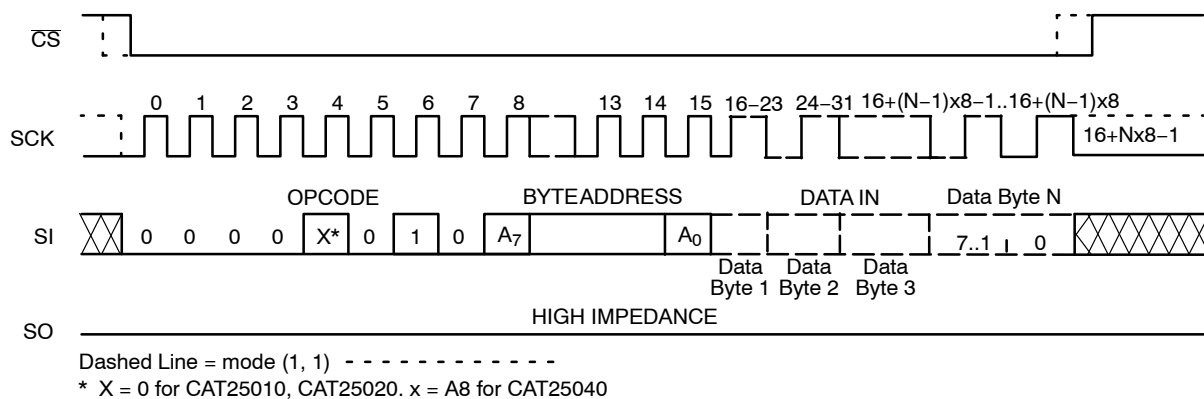 CS
0 1 2 3 4 5 6 7 8 13 14 15 16−23 24−31 16+(N−1)x8−1..16+(N−1)x8
SCK
16+Nx8−1
OPCODE BYTEADDRESS DATA IN Data Byte N
SI
0 0 0 0 X* 0 1 0 A7 A0 7..1 0
Data Byte 1
Data Byte 2
Data Byte 3
HIGH IMPEDANCE
SO
Dashed Line = mode (1, 1)
* X = 0 for CAT25010, CAT25020. x = A8 for CAT25040